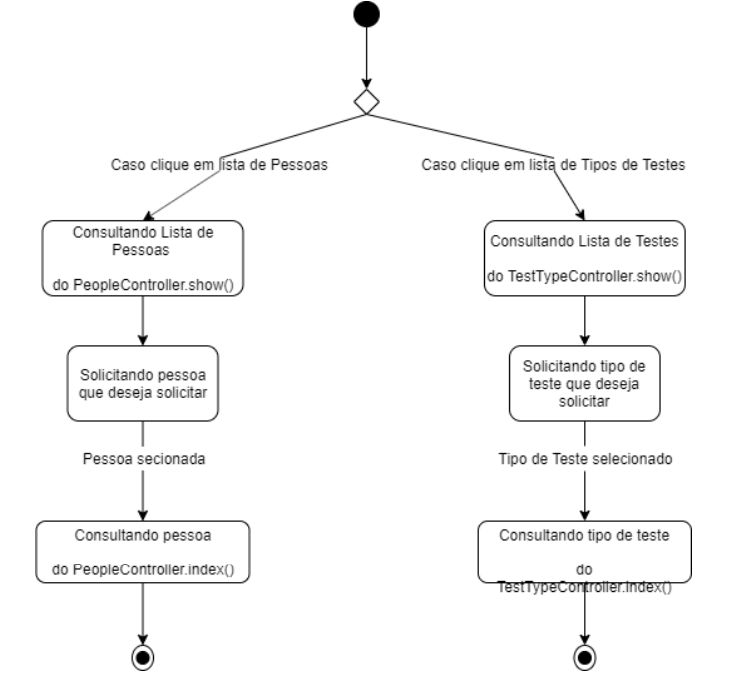 Caso clique em lista de Pessoas
Caso clique em lista de Tipos de Testes
Consultando Lista de
Pessoas
do PeopleController.show()
Consultando Lista de Testes
do TestTypeController.show()
Solicitando pessoa
que deseja solicitar
Solicitando tipo de
teste que deseja
solicitar
Pessoa secionada
Tipo de Teste selecionado
Consultando pessoa
do PeopleController.index()
Consultando tipo de teste
do
TestTypeController.index()